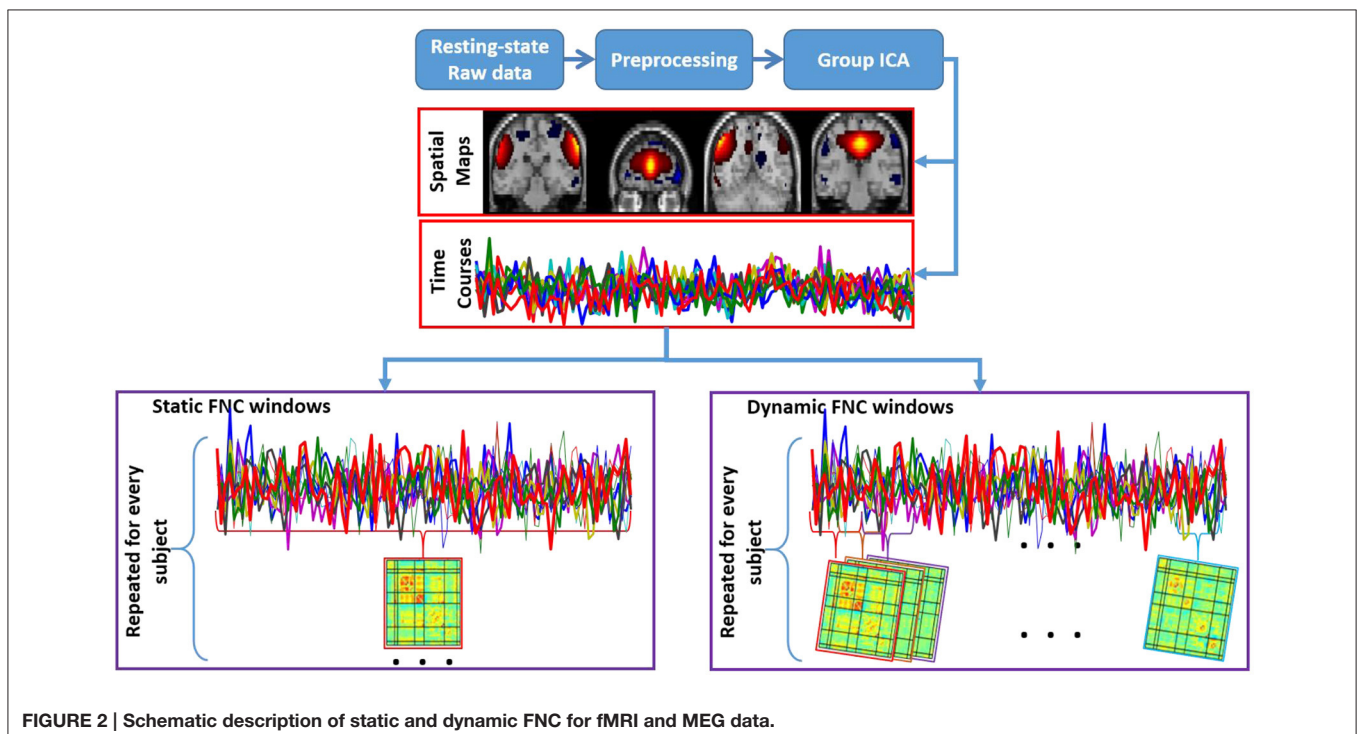 Resting-state
Raw data
Preprocessing
Group ICA
Spatial
Maps
Time
Courses
Static FNC windows
Repeated for every
subject
Dynamic FNC windows
Repeated for every
subject
FIGURE 2 | Schematic description of static and dynamic FNC for fMRI and MEG data.